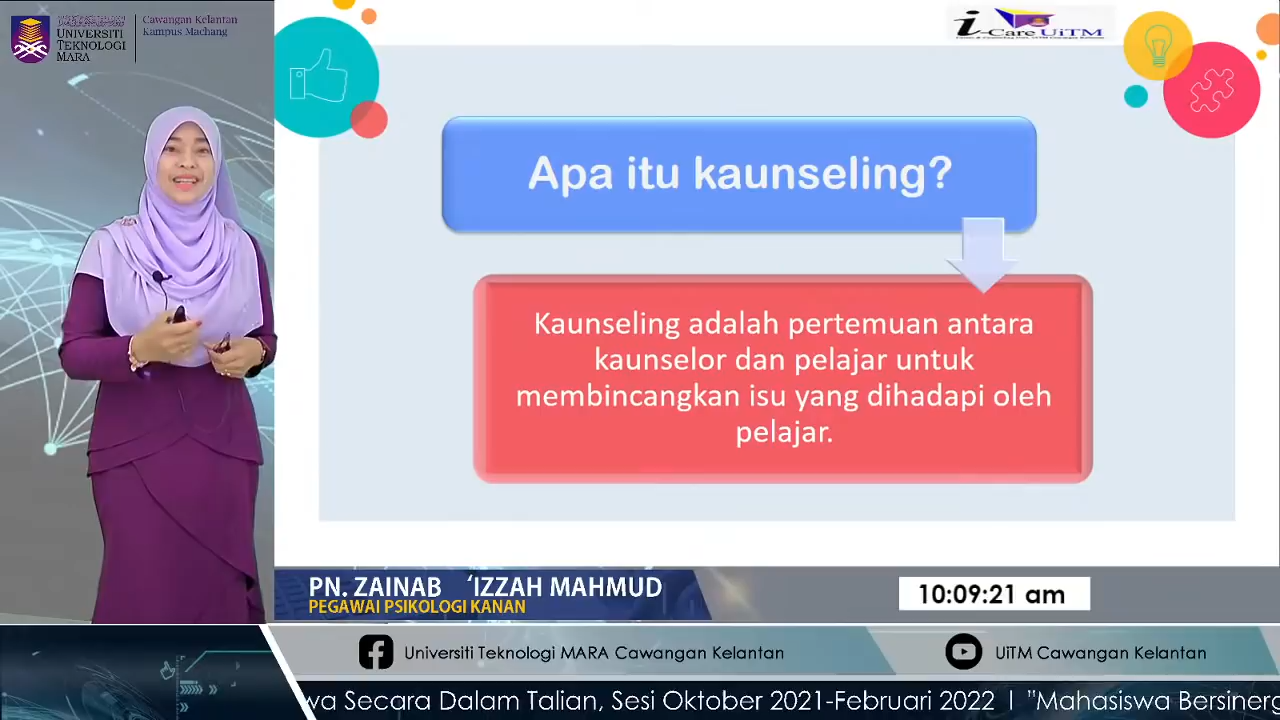 UNIVERSITI
TEKNOLOGI
MARA
Cawangan Kelantan
Kampus Machang
i-Care UiTM
Apa itu kaunseling?
Kaunseling adalah pertemuan antara
kaunselor dan pelajar untuk
membincangkan isu yang dihadapi oleh
pelajar.
PN. ZAINAB 'IZZAH MAHMUD
PEGAWAI PSIKOLOGI KANAN
10:09:21 am
Universiti Teknologi MARA Cawangan Kelantan
UiTM Cawangan Kelantan
wa Secara Dalam Talian, Sesi Oktober 2021-Februari 2022 | "Mahasiswa Bersinerg